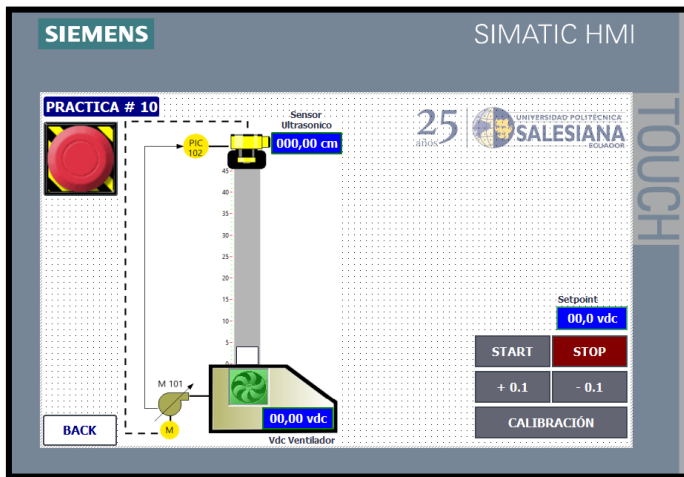 SIEMENS
SIMATIC HMI
TOUCH
PRACTICA # 10
Sensor
Ultrasonico
000,00 cm
25
años
UNIVERSIDAD POLITÉCNICA
SALESIANA
ECUADOR
PIC
102
45
40
35
30
25
20
15
10
5
0
M 101
M
00,00 vdc
Vdc Ventilador
BACK
Setpoint
00,0 vdc
START
STOP
+ 0.1
- 0.1
CALIBRACIÓN